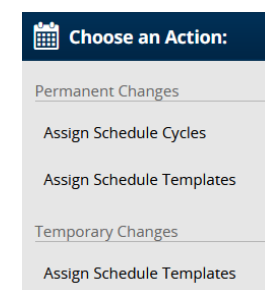 Choose an Action:
Permanent Changes
Assign Schedule Cycles
Assign Schedule Templates
Temporary Changes
Assign Schedule Templates